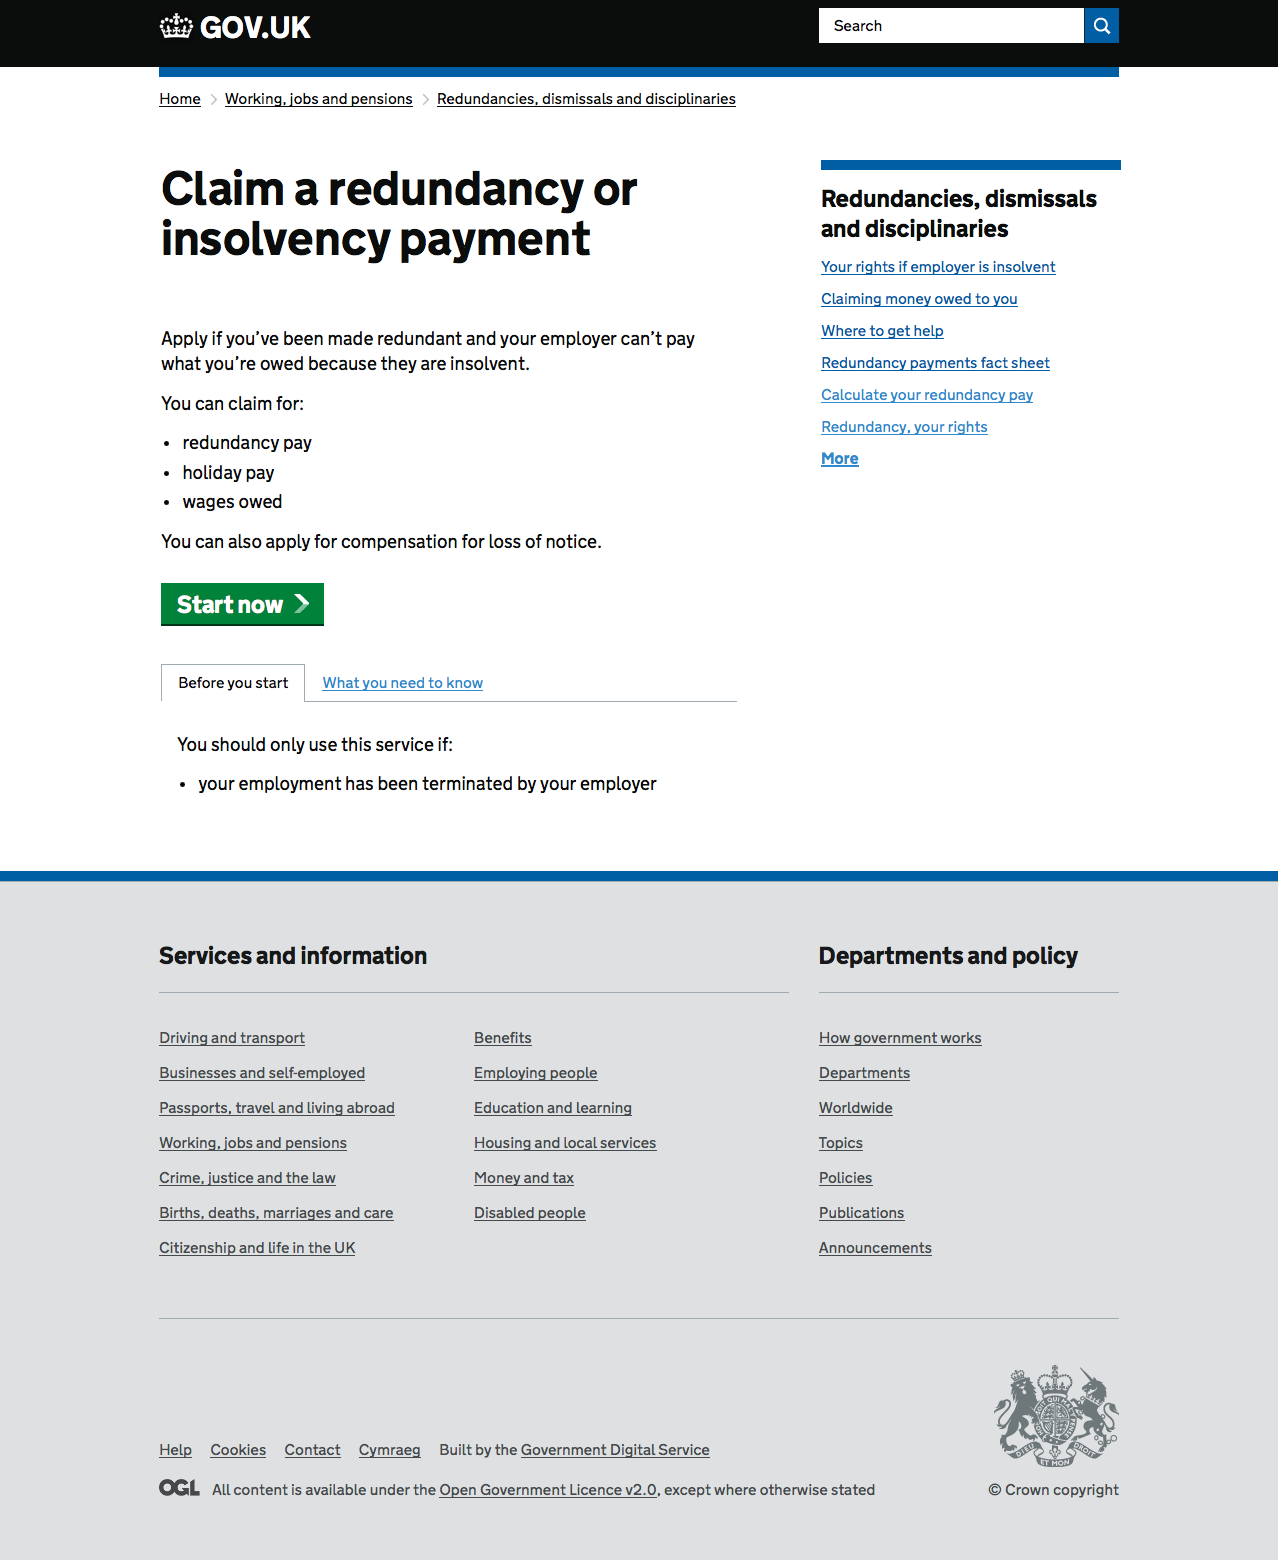 GOV.UK
Search
Home
Working, jobs and pensions
Redundancies, dismissals and disciplinaries
Claim a redundancy or
insolvency payment
Apply if you’ve been made redundant and your employer can’t pay
what you’re owed because they are insolvent.
You can claim for:
• redundancy pay
• holiday pay
• wages owed
You can also apply for compensation for loss of notice.
Start now
Before you start
What you need to know
You should only use this service if:
• your employment has been terminated by your employer
Redundancies, dismissals
and disciplinaries
Your rights if employer is insolvent
Claiming money owed to you
Where to get help
Redundancy payments fact sheet
Calculate your redundancy pay
Redundancy, your rights
More
Services and information
Driving and transport
Businesses and self-employed
Passports, travel and living abroad
Working, jobs and pensions
Crime, justice and the law
Births, deaths, marriages and care
Citizenship and life in the UK
Benefits
Employing people
Education and learning
Housing and local services
Money and tax
Disabled people
Departments and policy
How government works
Departments
Worldwide
Topics
Policies
Publications
Announcements
Help
Cookies
Contact
Cymraeg
Built by the Government Digital Service
OGL
All content is available under the Open Government Licence v2.0, except where otherwise stated
DIEU ET MON DROIT
© Crown copyright